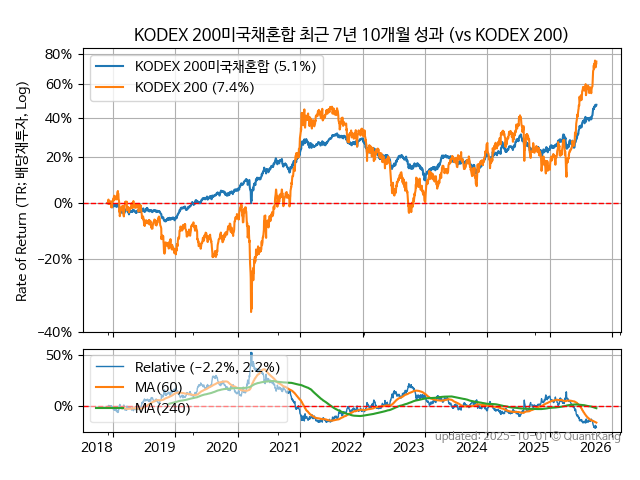 KODEX 200미국채혼합 최근 7년 10개월 성과 (vs KODEX 200)
Rate of Return (TR: 배당재투자, Log)
80%
60%
40%
20%
0%
−20%
−40%
KODEX 200미국채혼합 (5.1%)
KODEX 200 (7.4%)
50%
0%
Relative (−2.2%, 2.2%)
MA(60)
MA(240)
2018 2019 2020 2021 2022 2023 2024 2025 2026
updated: 2025-10-01 © QuantKang